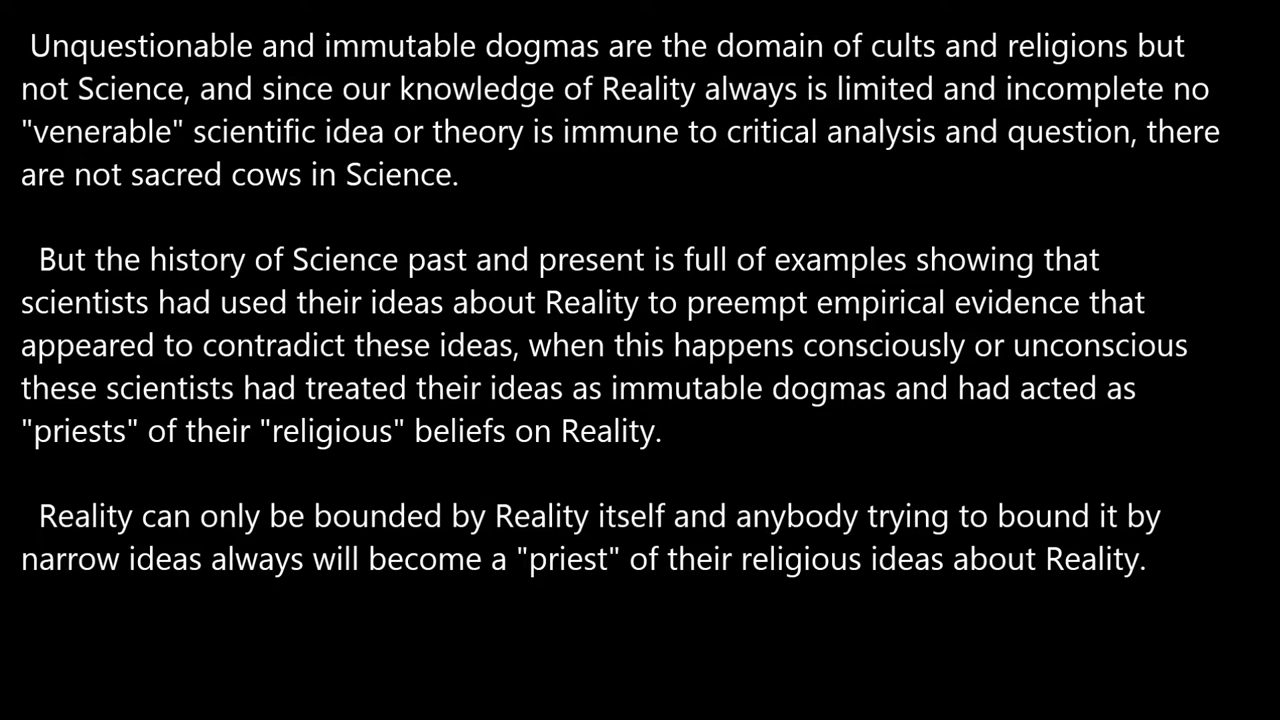 Unquestionable and immutable dogmas are the domain of cults and religions but
not Science, and since our knowledge of Reality always is limited and incomplete no
"venerable" scientific idea or theory is immune to critical analysis and question, there
are not sacred cows in Science.
But the history of Science past and present is full of examples showing that
scientists had used their ideas about Reality to preempt empirical evidence that
appeared to contradict these ideas, when this happens consciously or unconscious
these scientists had treated their ideas as immutable dogmas and had acted as
"priests" of their "religious" beliefs on Reality.
Reality can only be bounded by Reality itself and anybody trying to bound it by
narrow ideas always will become a "priest" of their religious ideas about Reality.